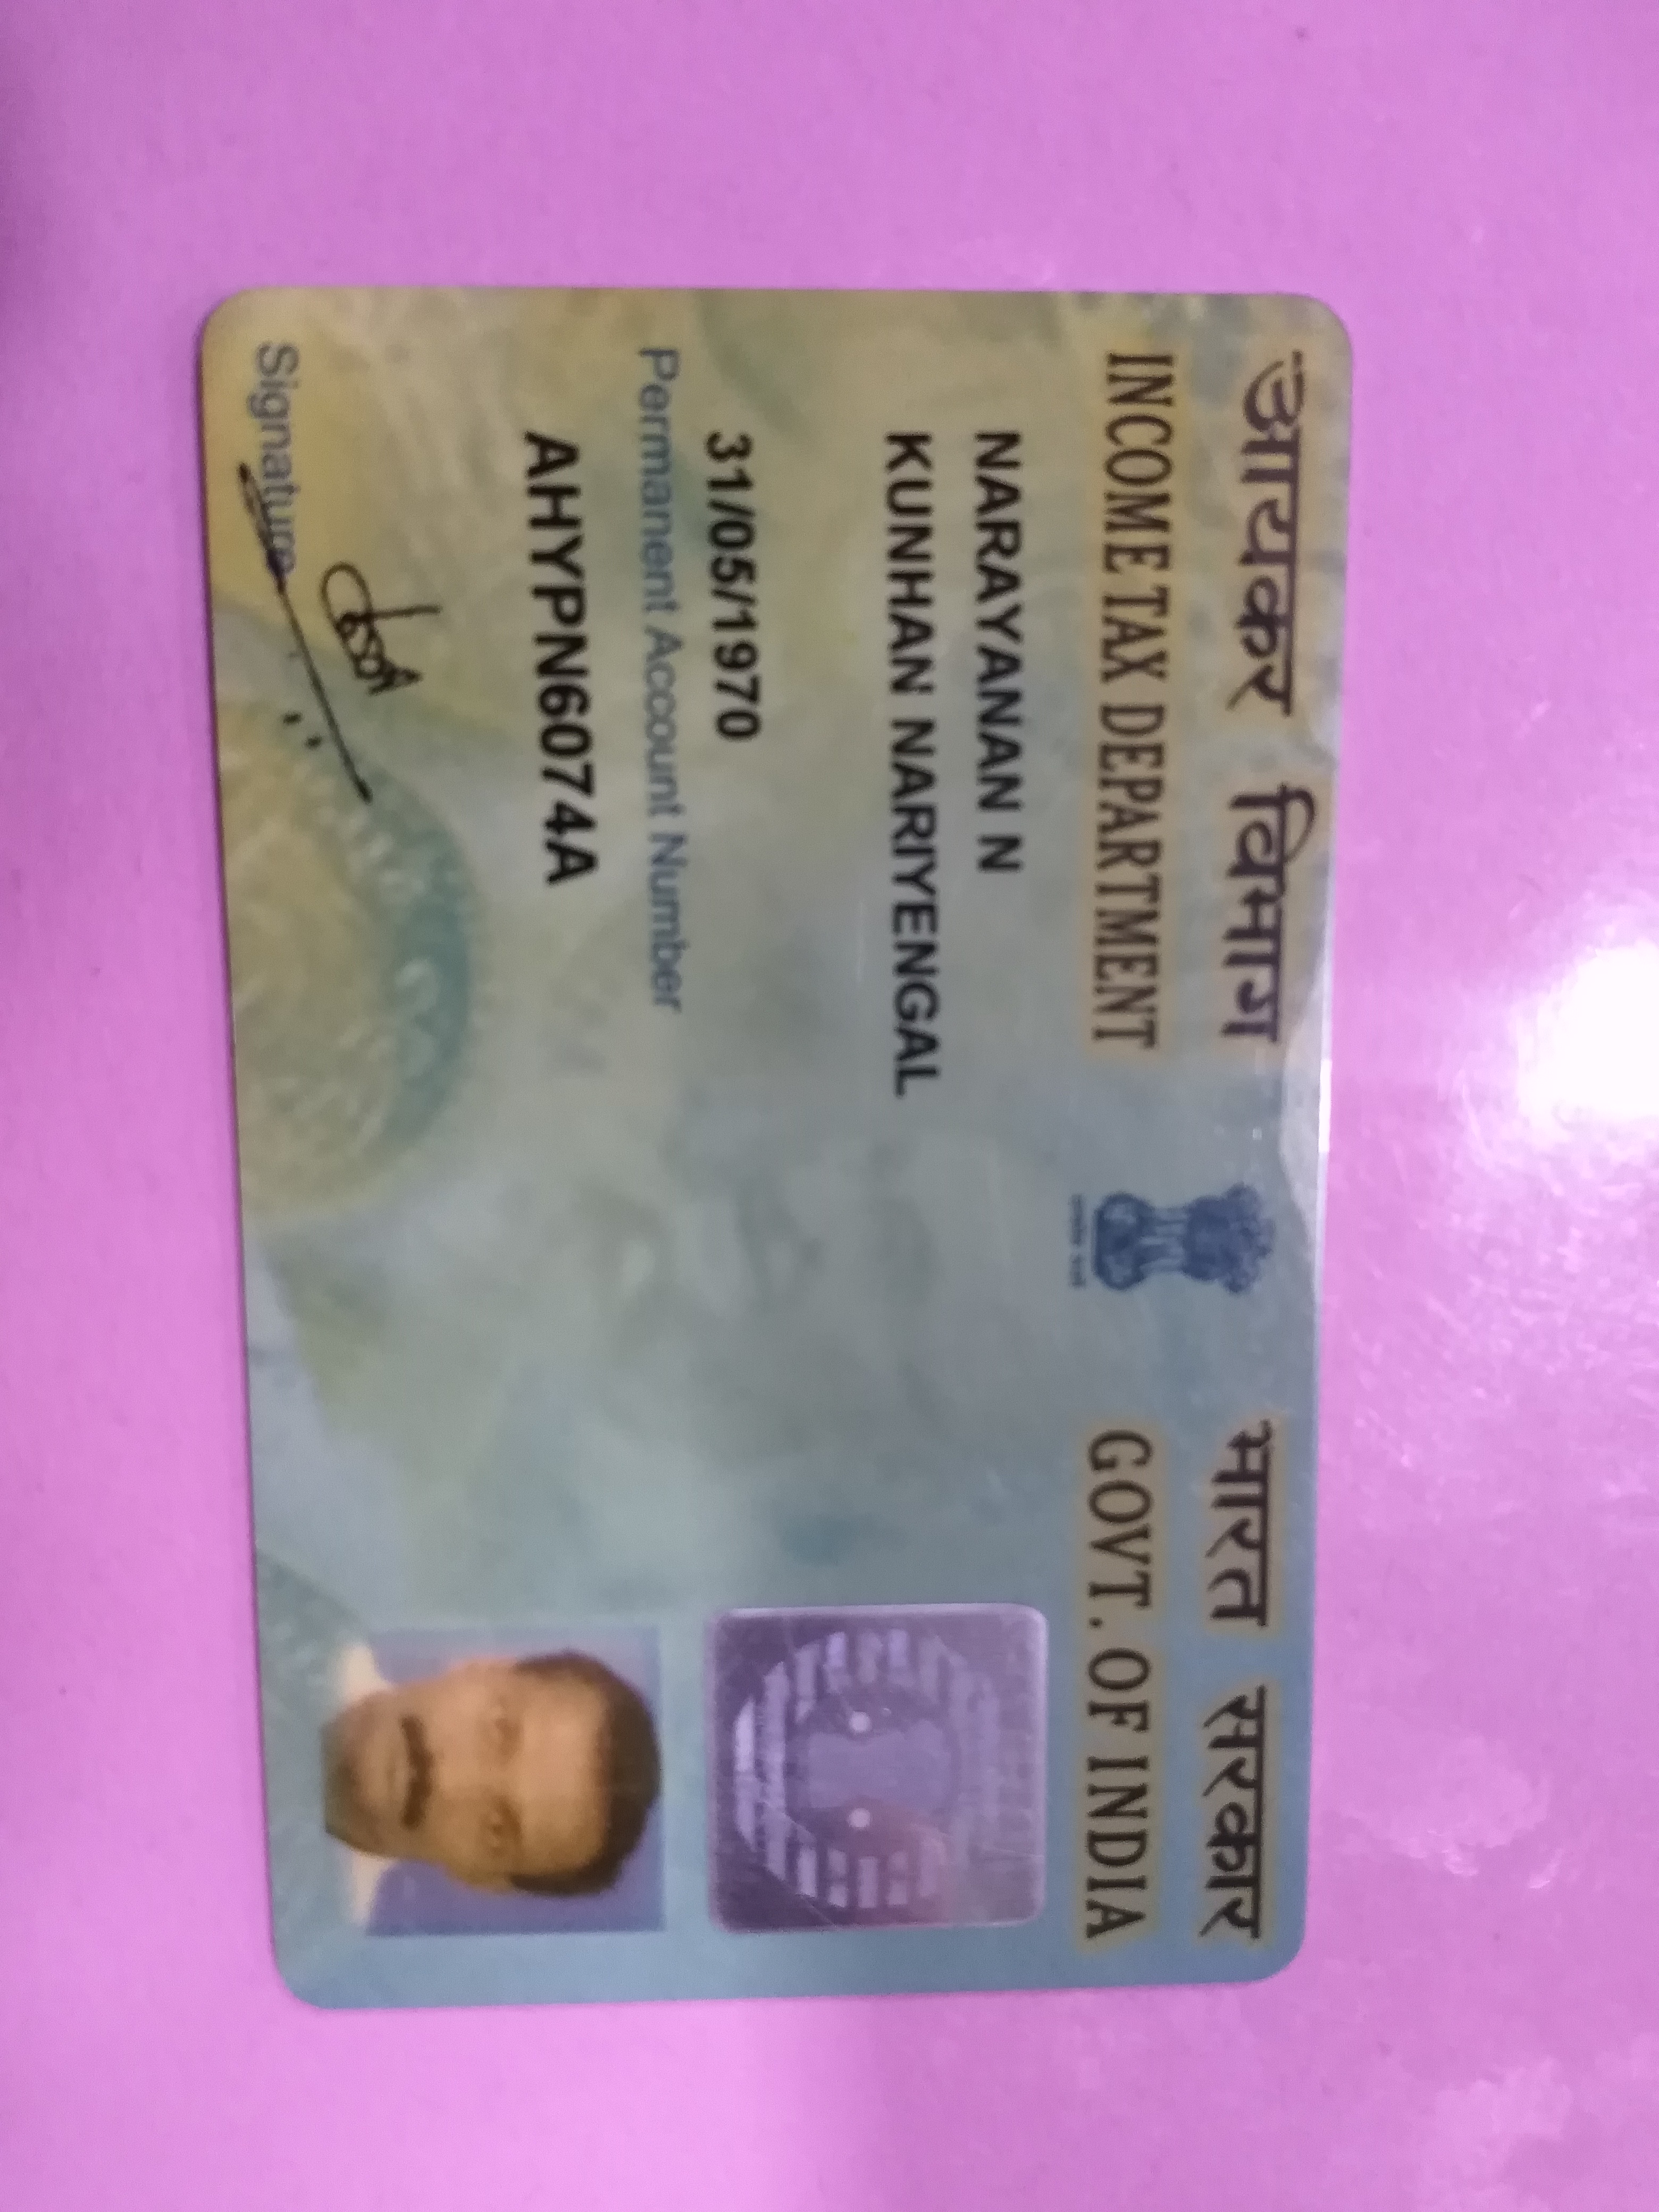 आयकर विभाग
INCOME TAX DEPARTMENT
भारत सरकार
GOVT. OF INDIA
NARAYANAN N
KUNHAN NARIYENGAL
31/05/1970
Permanent Account Number
AHYPN6074A
Signature